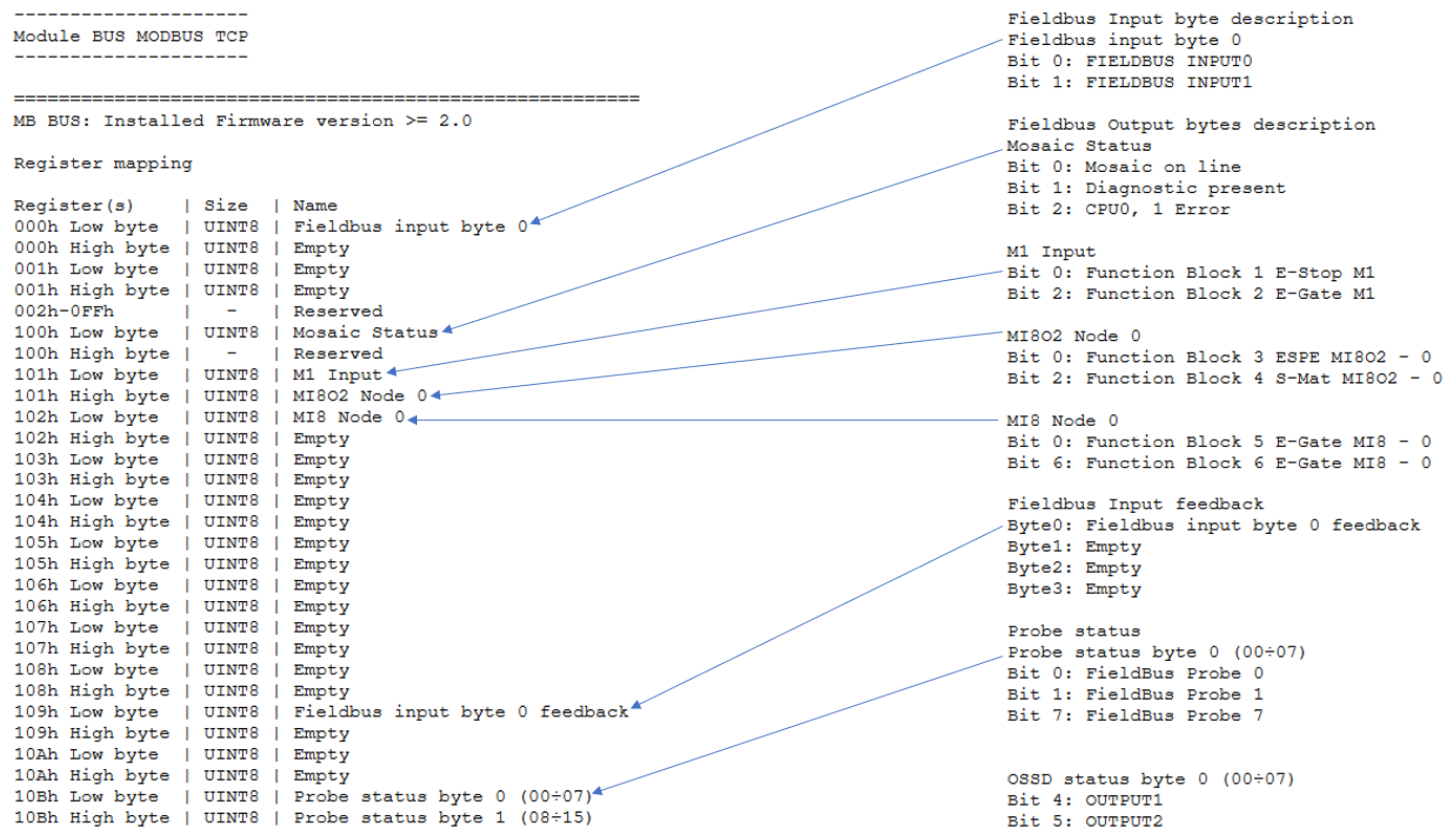 ---------------------
Module BUS MODBUS TCP
---------------------
========================================================
MB BUS: Installed Firmware version >= 2.0
Register mapping
Register(s) | Size | Name
000h Low byte | UINT8 | Fieldbus input byte 0
000h High byte | UINT8 | Empty
001h Low byte | UINT8 | Empty
001h High byte | UINT8 | Empty
002h-0FFh | - | Reserved
100h Low byte | UINT8 | Mosaic Status
100h High byte | - | Reserved
101h Low byte | UINT8 | M1 Input
101h High byte | UINT8 | MI8O2 Node 0
102h Low byte | UINT8 | MI8 Node 0
102h High byte | UINT8 | Empty
103h Low byte | UINT8 | Empty
103h High byte | UINT8 | Empty
104h Low byte | UINT8 | Empty
104h High byte | UINT8 | Empty
105h Low byte | UINT8 | Empty
105h High byte | UINT8 | Empty
106h Low byte | UINT8 | Empty
106h High byte | UINT8 | Empty
107h Low byte | UINT8 | Empty
107h High byte | UINT8 | Empty
108h Low byte | UINT8 | Empty
108h High byte | UINT8 | Empty
109h Low byte | UINT8 | Fieldbus input byte 0 feedback
109h High byte | UINT8 | Empty
10Ah Low byte | UINT8 | Empty
10Ah High byte | UINT8 | Empty
10Bh Low byte | UINT8 | Probe status byte 0 (00÷07)
10Bh High byte | UINT8 | Probe status byte 1 (08÷15)
Fieldbus Input byte description
Fieldbus input byte 0
Bit 0: FIELDBUS INPUT0
Bit 1: FIELDBUS INPUT1
Fieldbus Output bytes description
Mosaic Status
Bit 0: Mosaic on line
Bit 1: Diagnostic present
Bit 2: CPU0, 1 Error
M1 Input
Bit 0: Function Block 1 E-Stop M1
Bit 2: Function Block 2 E-Gate M1
MI8O2 Node 0
Bit 0: Function Block 3 ESPE MI8O2 - 0
Bit 2: Function Block 4 S-Mat MI8O2 - 0
MI8 Node 0
Bit 0: Function Block 5 E-Gate MI8 - 0
Bit 6: Function Block 6 E-Gate MI8 - 0
Fieldbus Input feedback
Byte0: Fieldbus input byte 0 feedback
Byte1: Empty
Byte2: Empty
Byte3: Empty
Probe status
Probe status byte 0 (00÷07)
Bit 0: FieldBus Probe 0
Bit 1: FieldBus Probe 1
Bit 7: FieldBus Probe 7
OSSD status byte 0 (00÷07)
Bit 4: OUTPUT1
Bit 5: OUTPUT2